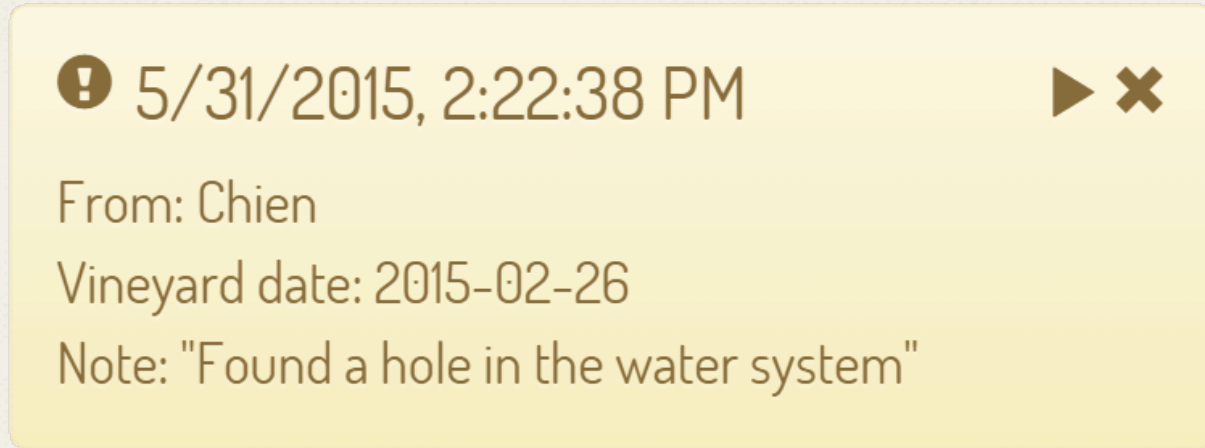 5/31/2015, 2:22:38 PM
From: Chien
Vineyard date: 2015-02-26
Note: "Found a hole in the water system"